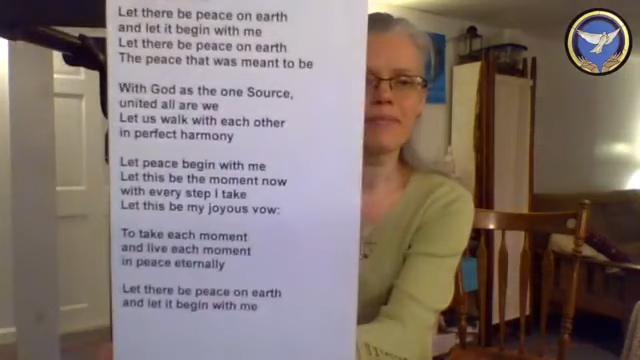 Let there be peace on earth
and let it begin with me
Let there be peace on earth
The peace that was meant to be
With God as the one Source,
united all are we
Let us walk with each other
in perfect harmony
Let peace begin with me
Let this be the moment now
with every step I take
Let this be my joyous vow:
To take each moment
and live each moment
in peace eternally
Let there be peace on earth
and let it begin with me